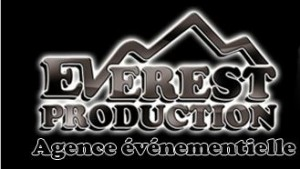 EVEREST
PRODUCTION
Agence événementielle